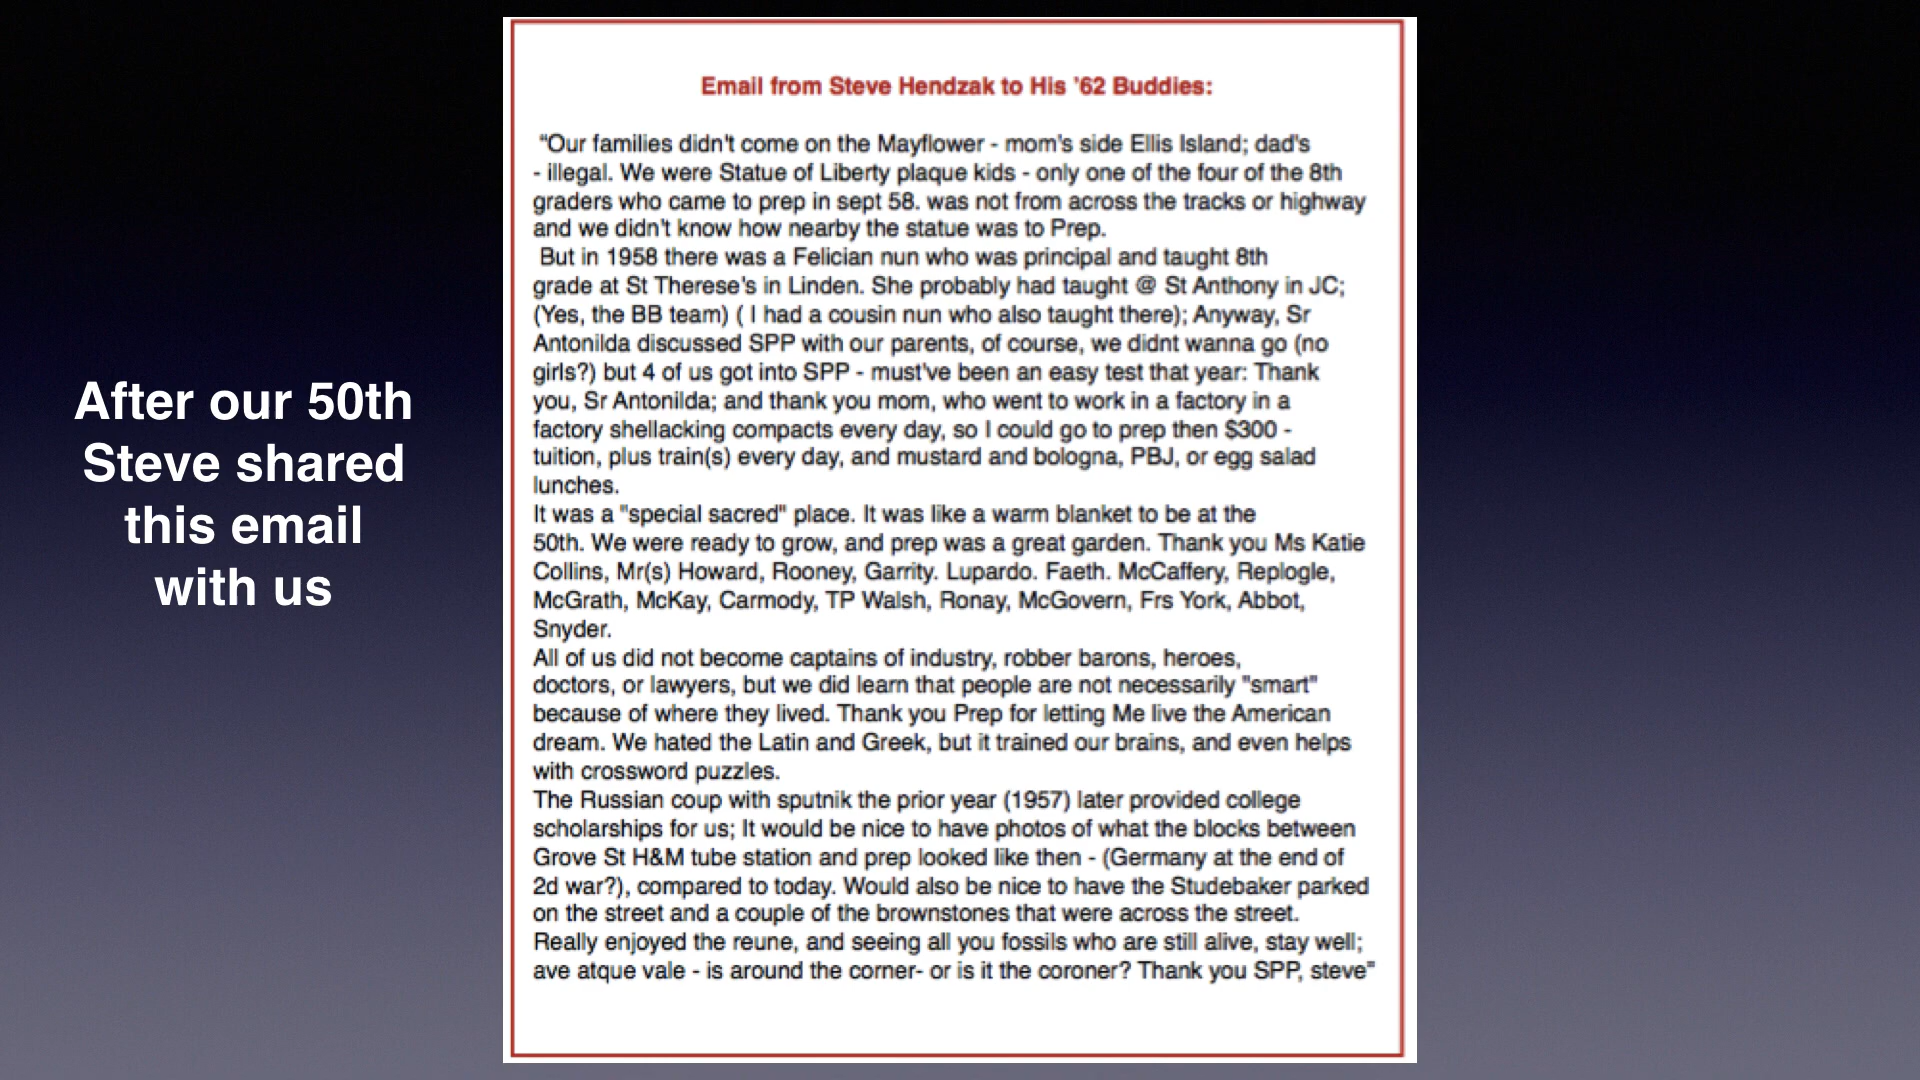 After our 50th
Steve shared
this email
with us
Email from Steve Hendzak to His '62 Buddies:
"Our families didn't come on the Mayflower - mom's side Ellis Island; dad's
- illegal. We were Statue of Liberty plaque kids - only one of the four of the 8th
graders who came to prep in sept 58. was not from across the tracks or highway
and we didn't know how nearby the statue was to Prep.
But in 1958 there was a Felician nun who was principal and taught 8th
grade at St Therese's in Linden. She probably had taught @ St Anthony in JC;
(Yes, the BB team) ( I had a cousin nun who also taught there); Anyway, Sr
Antonilda discussed SPP with our parents, of course, we didnt wanna go (no
girls?) but 4 of us got into SPP - must've been an easy test that year: Thank
you, Sr Antonilda; and thank you mom, who went to work in a factory in a
factory shellacking compacts every day, so I could go to prep then $300 -
tuition, plus train(s) every day, and mustard and bologna, PBJ, or egg salad
lunches.
It was a "special sacred" place. It was like a warm blanket to be at the
50th. We were ready to grow, and prep was a great garden. Thank you Ms Katie
Collins, Mr(s) Howard, Rooney, Garrity. Lupardo. Faeth. McCaffery, Replogle,
McGrath, McKay, Carmody, TP Walsh, Ronay, McGovern, Frs York, Abbot,
Snyder.
All of us did not become captains of industry, robber barons, heroes,
doctors, or lawyers, but we did learn that people are not necessarily "smart"
because of where they lived. Thank you Prep for letting Me live the American
dream. We hated the Latin and Greek, but it trained our brains, and even helps
with crossword puzzles.
The Russian coup with sputnik the prior year (1957) later provided college
scholarships for us; It would be nice to have photos of what the blocks between
Grove St H&M tube station and prep looked like then - (Germany at the end of
2d war?), compared to today. Would also be nice to have the Studebaker parked
on the street and a couple of the brownstones that were across the street.
Really enjoyed the reune, and seeing all you fossils who are still alive, stay well;
ave atque vale - is around the corner- or is it the coroner? Thank you SPP, steve"